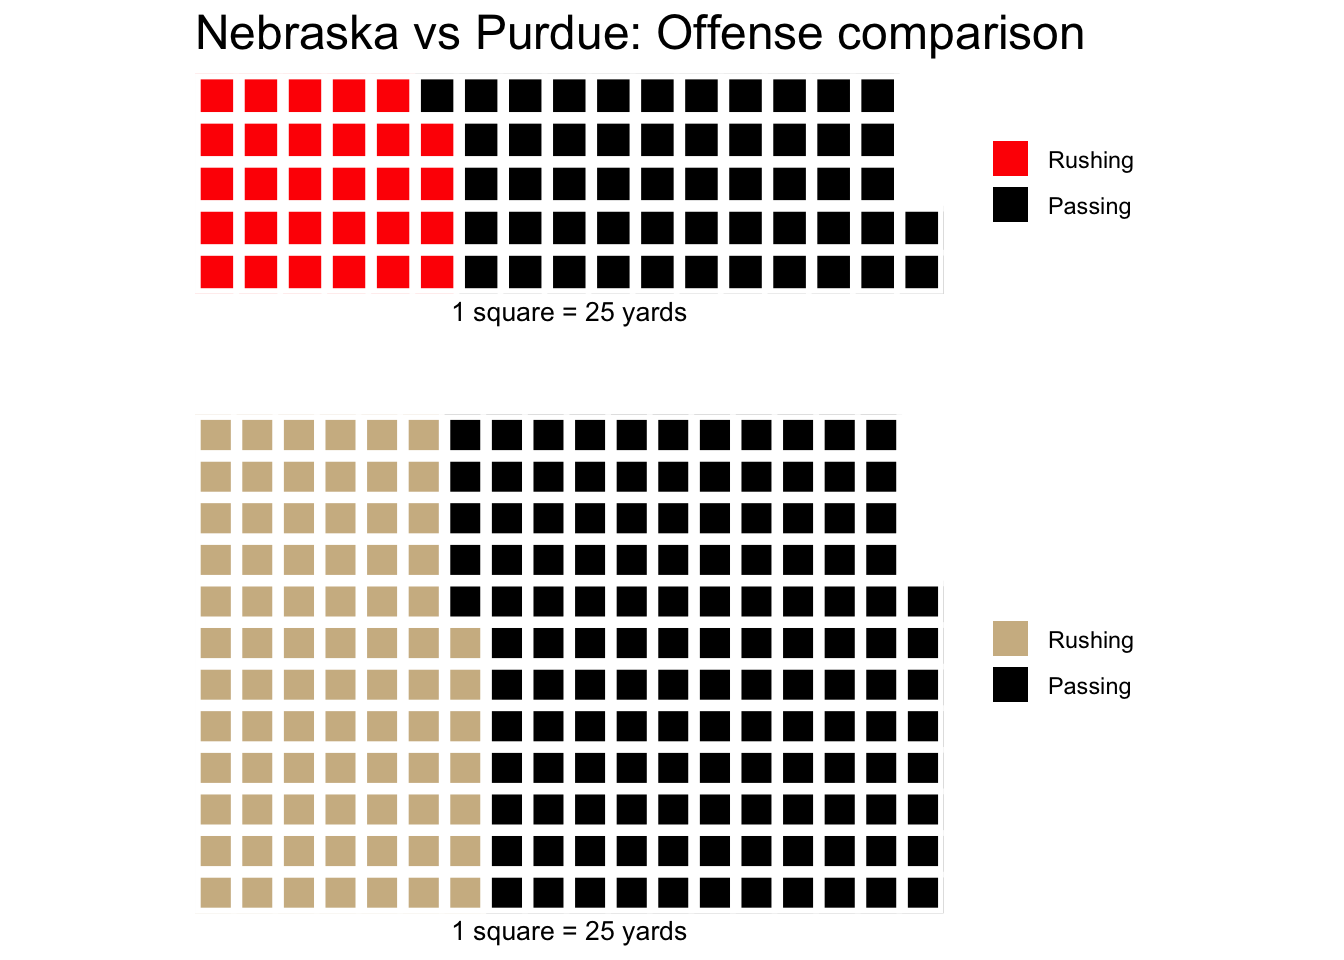 Nebraska vs Purdue: Offense comparison
Rushing
Passing
1 square = 25 yards
Rushing
Passing
1 square = 25 yards